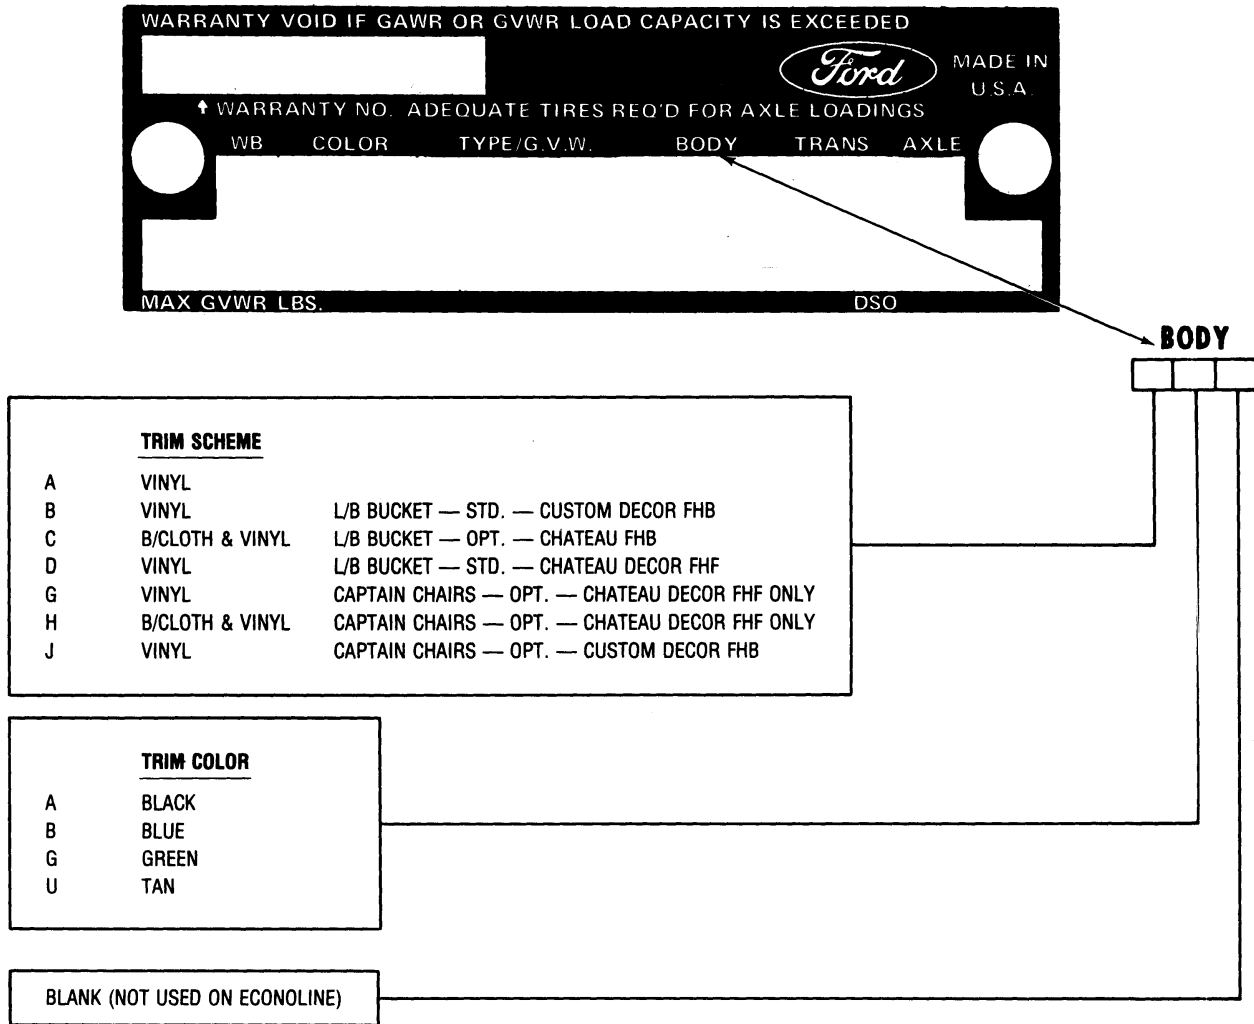 WARRANTY VOID IF GAWR OR GVWR LOAD CAPACITY IS EXCEEDED
Ford
MADE IN
U.S.A.
↑ WARRANTY NO. ADEQUATE TIRES REQ'D FOR AXLE LOADINGS
WB COLOR TYPE/G.V.W. BODY TRANS AXLE
MAX GVWR LBS. DSO
BODY
TRIM SCHEME
A VINYL
B VINYL L/B BUCKET — STD. — CUSTOM DECOR FHB
C B/CLOTH & VINYL L/B BUCKET — OPT. — CHATEAU FHB
D VINYL L/B BUCKET — STD. — CHATEAU DECOR FHF
G VINYL CAPTAIN CHAIRS — OPT. — CHATEAU DECOR FHF ONLY
H B/CLOTH & VINYL CAPTAIN CHAIRS — OPT. — CHATEAU DECOR FHF ONLY
J VINYL CAPTAIN CHAIRS — OPT. — CUSTOM DECOR FHB
TRIM COLOR
A BLACK
B BLUE
G GREEN
U TAN
BLANK (NOT USED ON ECONOLINE)